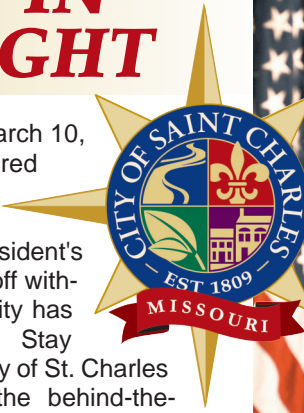 IN
GHT
arch 10,
red
sident's
off with-
ity has
Stay
y of St. Charles
the behind-the-
CITY OF SAINT CHARLES
EST 1809
MISSOURI